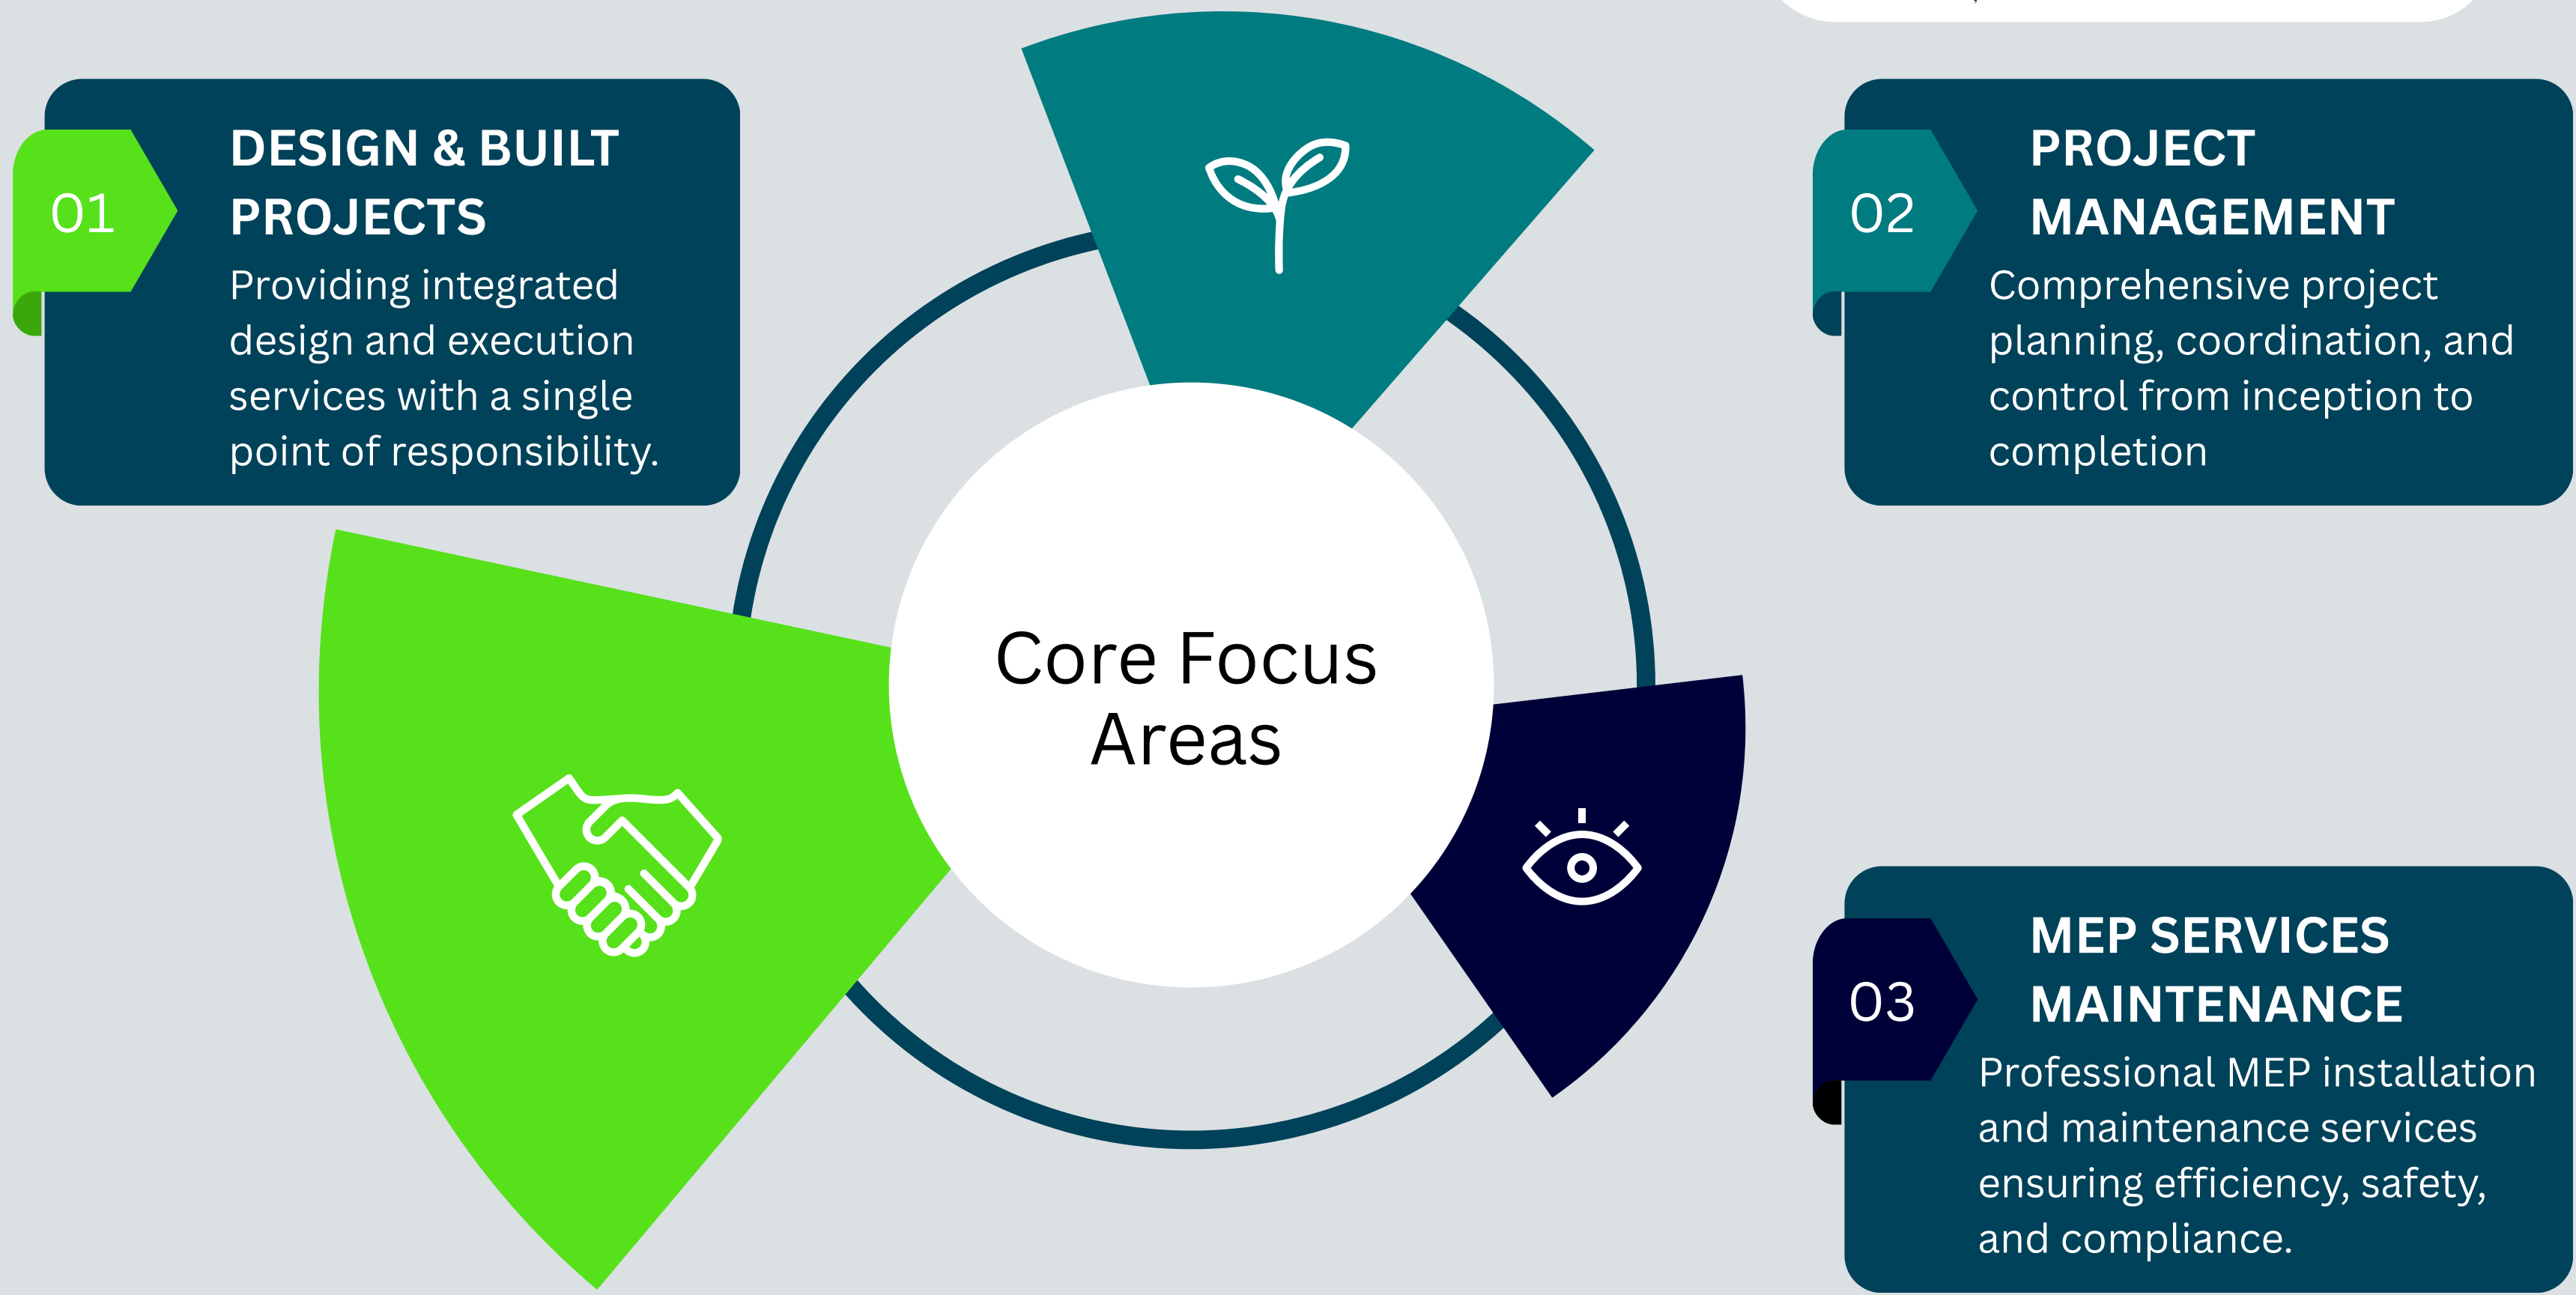 01
DESIGN & BUILT
PROJECTS
Providing integrated
design and execution
services with a single
point of responsibility.
02
PROJECT
MANAGEMENT
Comprehensive project
planning, coordination, and
control from inception to
completion
Core Focus
Areas
03
MEP SERVICES
MAINTENANCE
Professional MEP installation
and maintenance services
ensuring efficiency, safety,
and compliance.